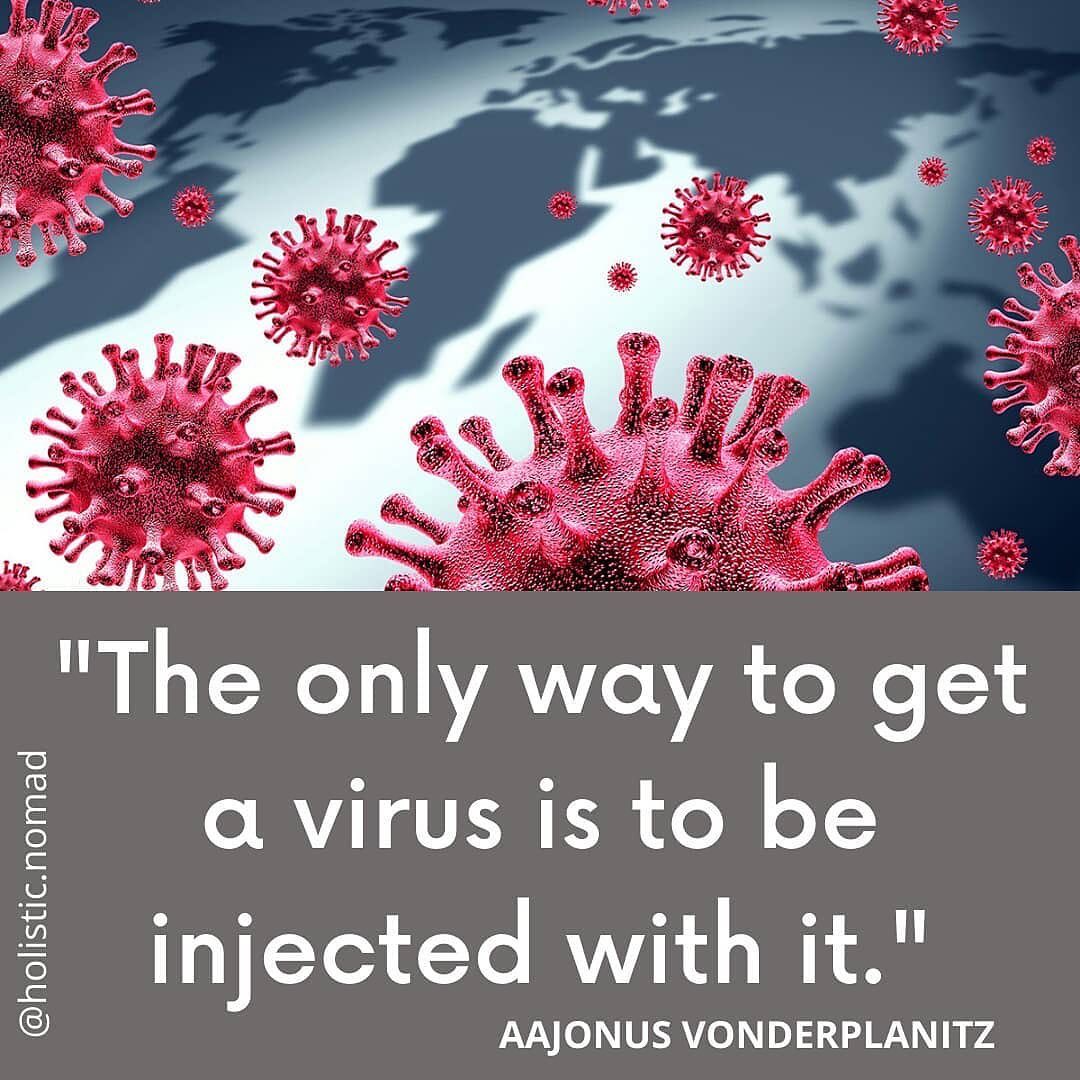 "The only way to get
a virus is to be
injected with it."
AAJONUS VONDERPLANITZ
@holistic.nomad